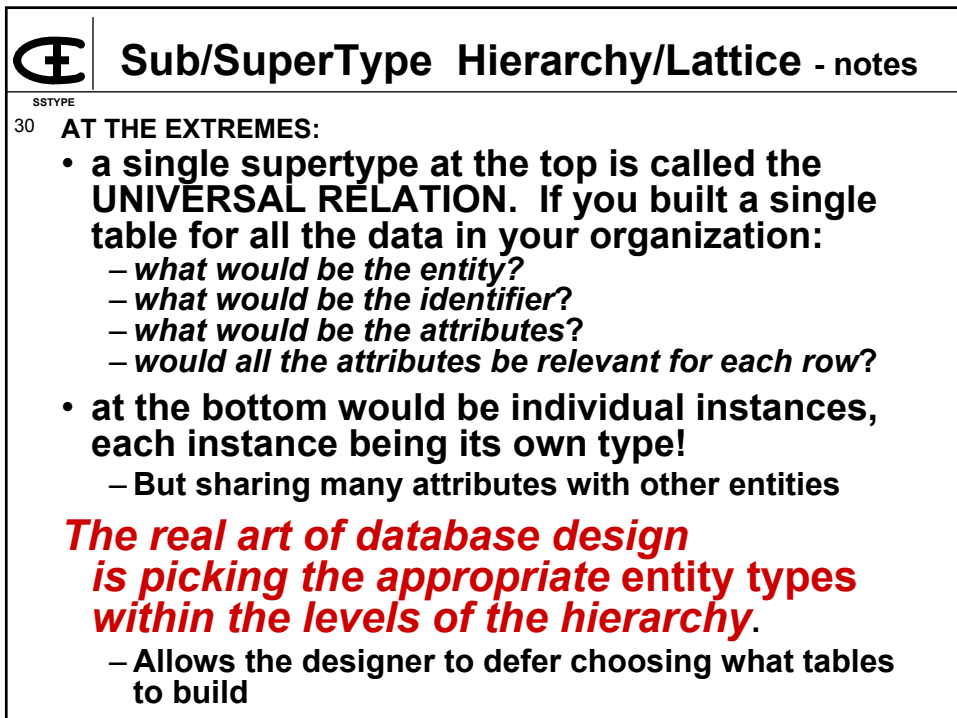 Sub/SuperType Hierarchy/Lattice - notes
SSTYPE
30 AT THE EXTREMES:
• a single supertype at the top is called the
UNIVERSAL RELATION. If you built a single
table for all the data in your organization:
– what would be the entity?
– what would be the identifier?
– what would be the attributes?
– would all the attributes be relevant for each row?
• at the bottom would be individual instances,
each instance being its own type!
– But sharing many attributes with other entities
The real art of database design
is picking the appropriate entity types
within the levels of the hierarchy.
– Allows the designer to defer choosing what tables
to build